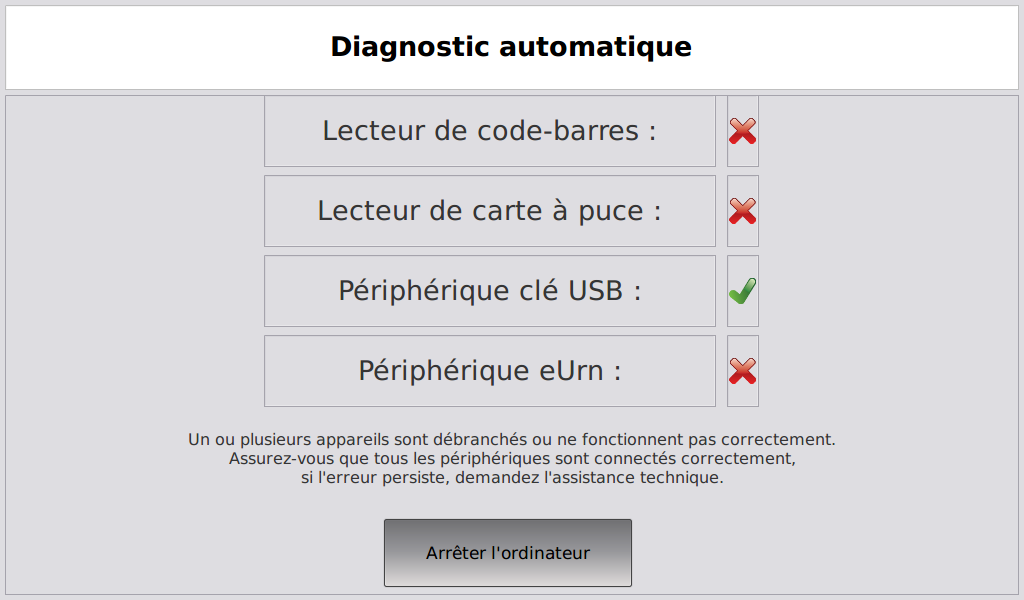 Diagnostic automatique
Lecteur de code-barres :
Lecteur de carte à puce :
Périphérique clé USB :
Périphérique eUrn :
Un ou plusieurs appareils sont débranchés ou ne fonctionnent pas correctement.
Assurez-vous que tous les périphériques sont connectés correctement,
si l'erreur persiste, demandez l'assistance technique.
Arrêter l'ordinateur